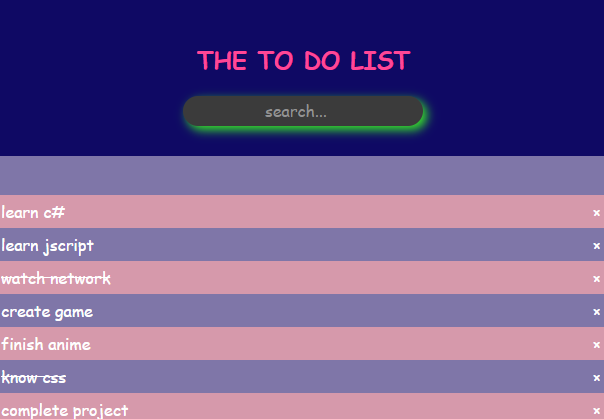 THE TO DO LIST
search...
learn c# ×
learn jscript ×
watch network ×
create game ×
finish anime ×
know css ×
complete project ×